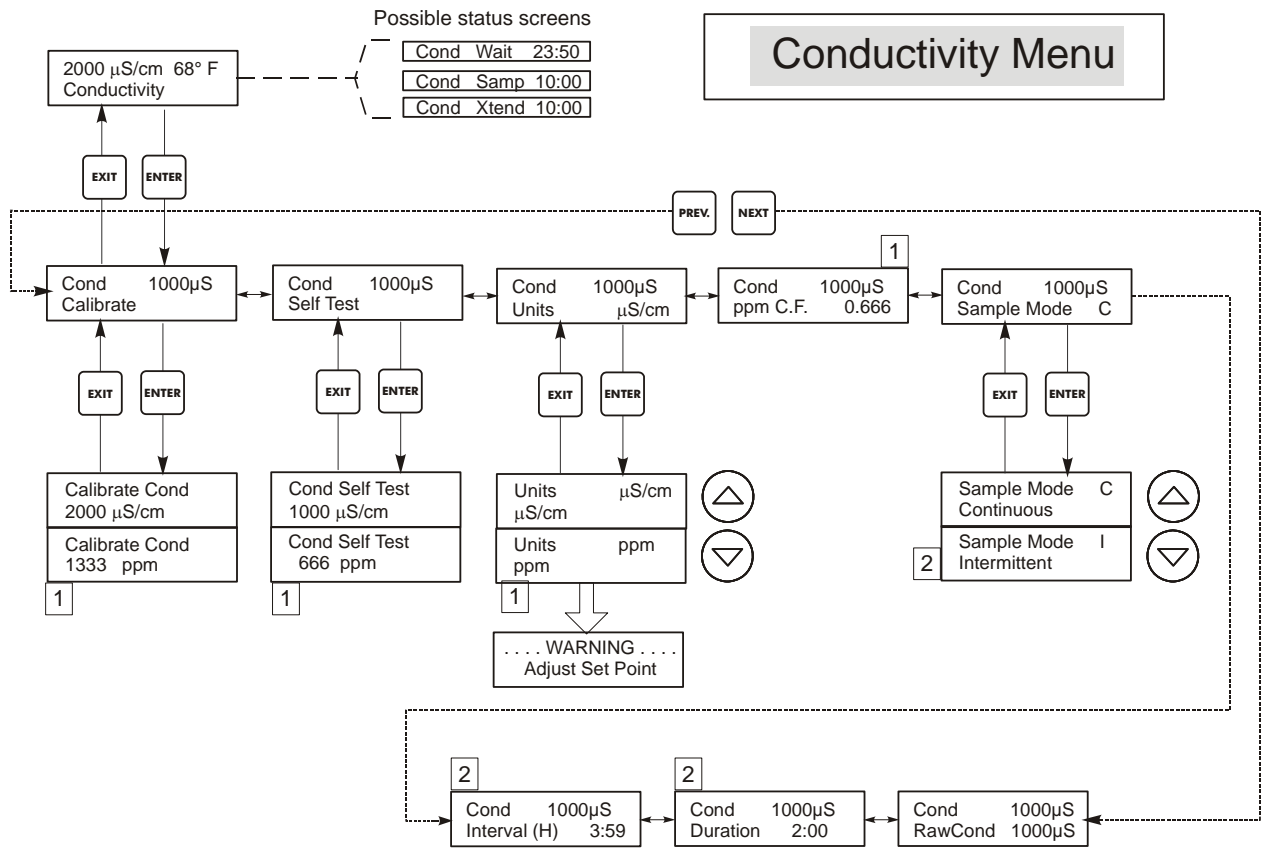 Possible status screens
Conductivity Menu
2000 μS/cm 68° F
Conductivity
Cond Wait 23:50
Cond Samp 10:00
Cond Xtend 10:00
EXIT
ENTER
PREV.
NEXT
1
Cond 1000µS
Calibrate
Cond 1000µS
Self Test
Cond 1000µS
Units μS/cm
Cond 1000µS
ppm C.F. 0.666
Cond 1000µS
Sample Mode C
EXIT
ENTER
EXIT
ENTER
EXIT
ENTER
EXIT
ENTER
Calibrate Cond
2000 μS/cm
Calibrate Cond
1333 ppm
1
Cond Self Test
1000 μS/cm
Cond Self Test
666 ppm
1
Units μS/cm
μS/cm
Units ppm
ppm
1
. . . . WARNING . . . .
Adjust Set Point
Sample Mode C
Continuous
Sample Mode I
Intermittent
2
2
Cond 1000µS
Interval (H) 3:59
2
Cond 1000µS
Duration 2:00
Cond 1000µS
RawCond 1000µS